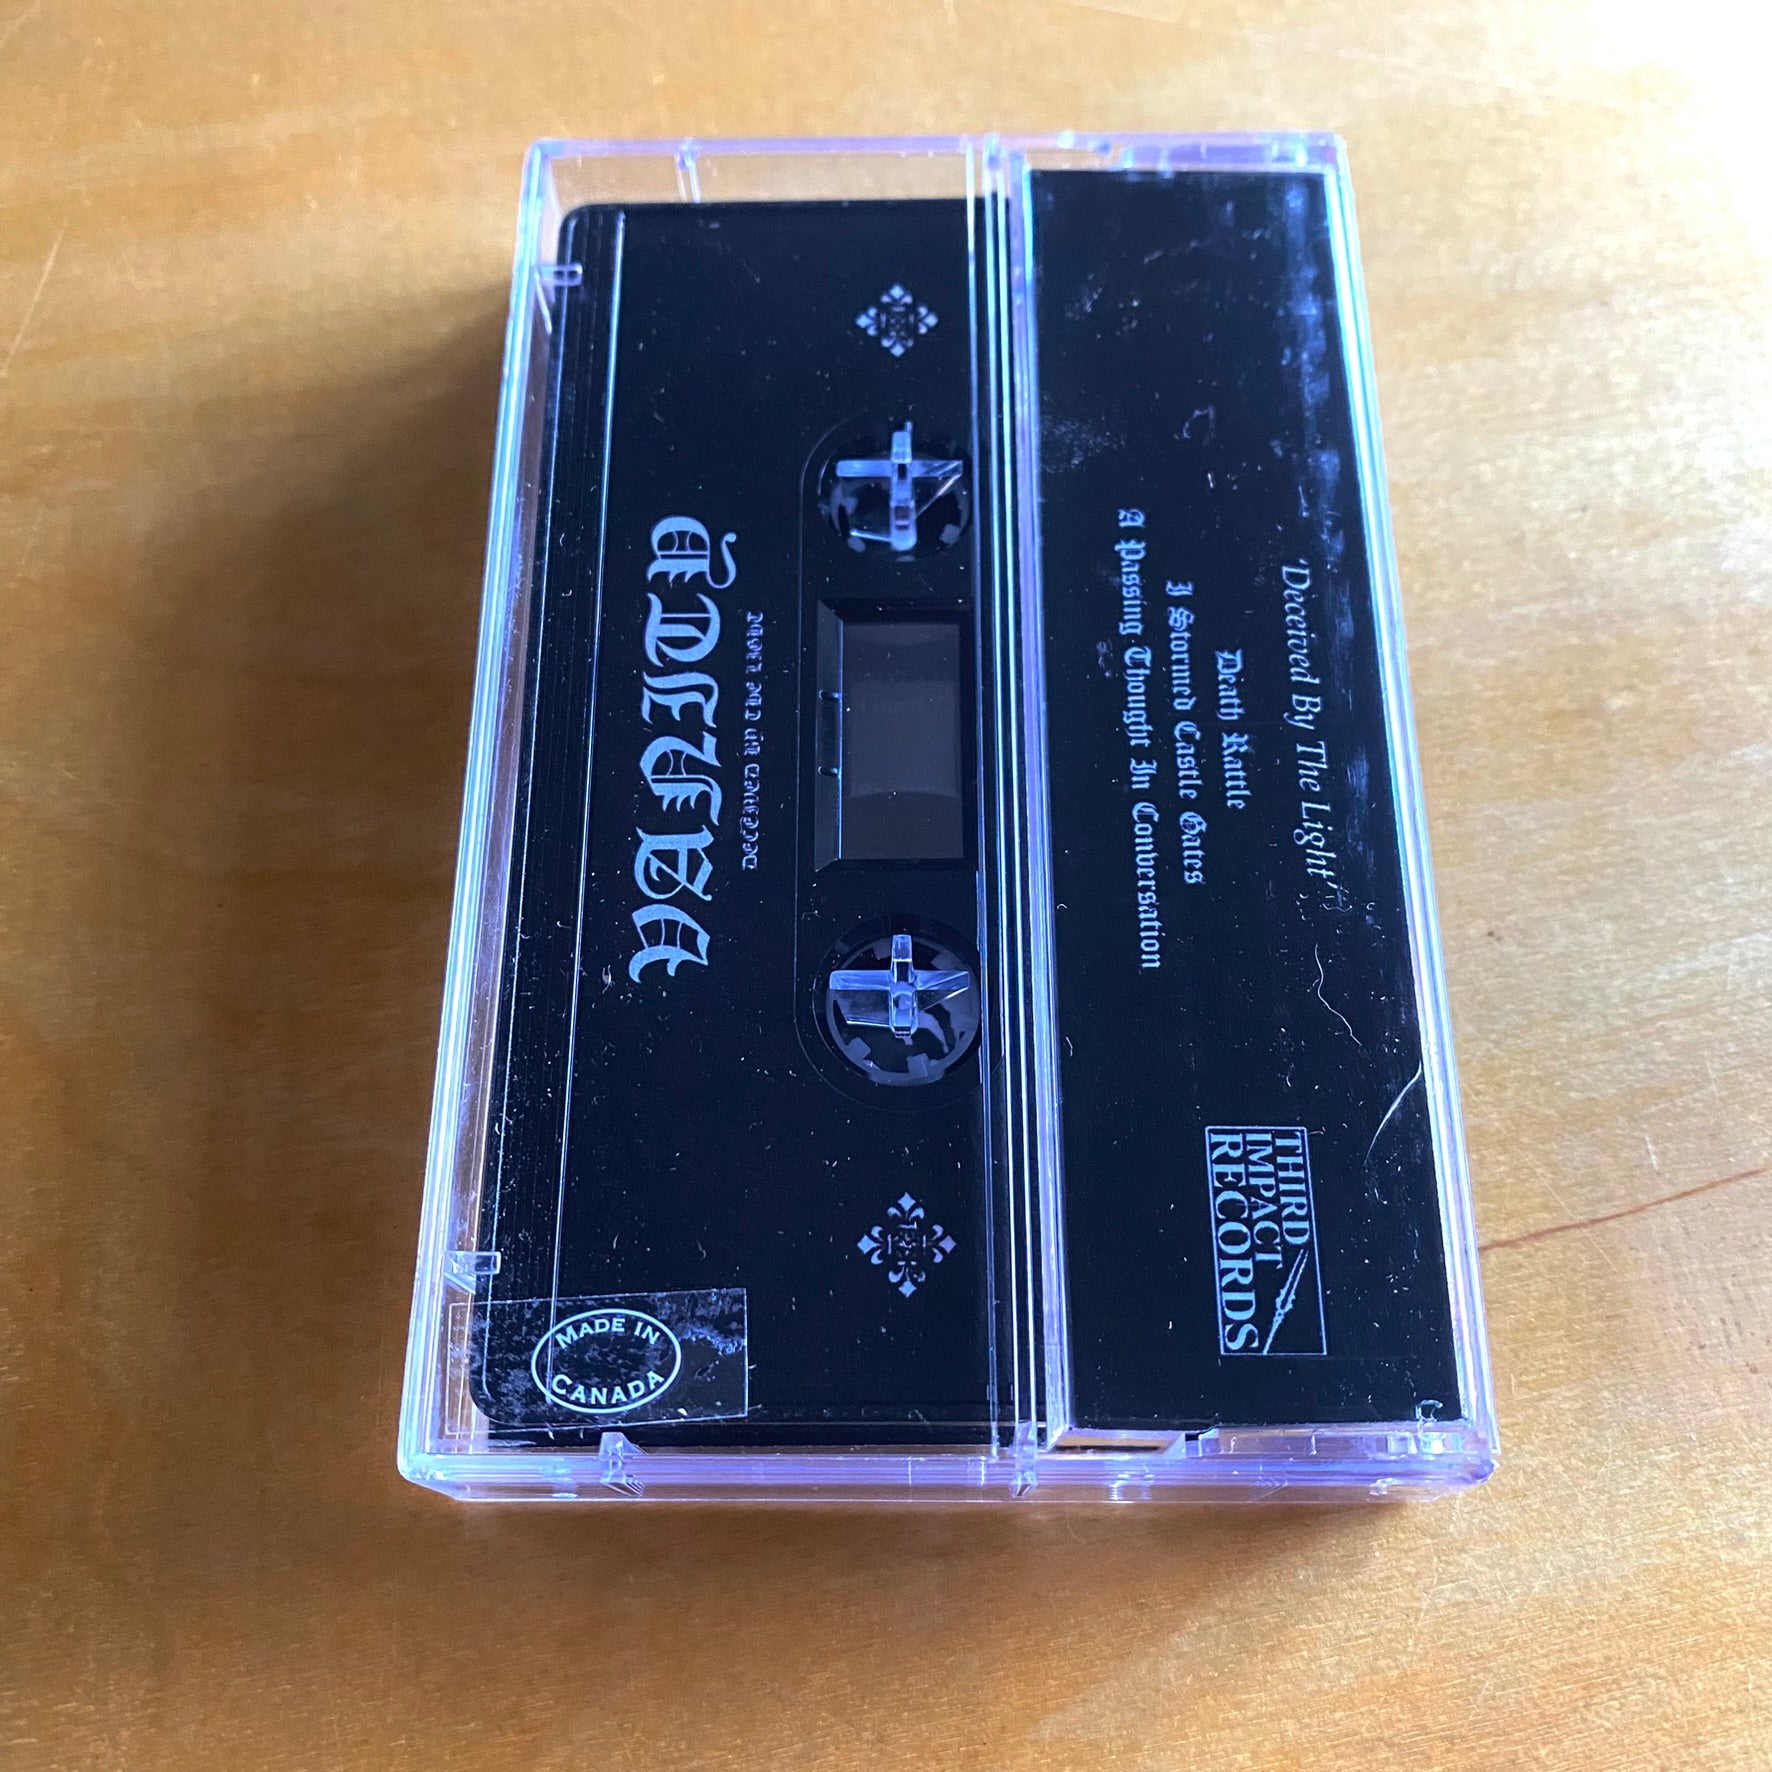 'Deceived By The Light'
Death Rattle
I Stormed Castle Gates
A Passing Thought In Conversation
THIRD
IMPACT
RECORDS
VANITY
DECEIVED BY THE LIGHT
MADE IN
CANADA